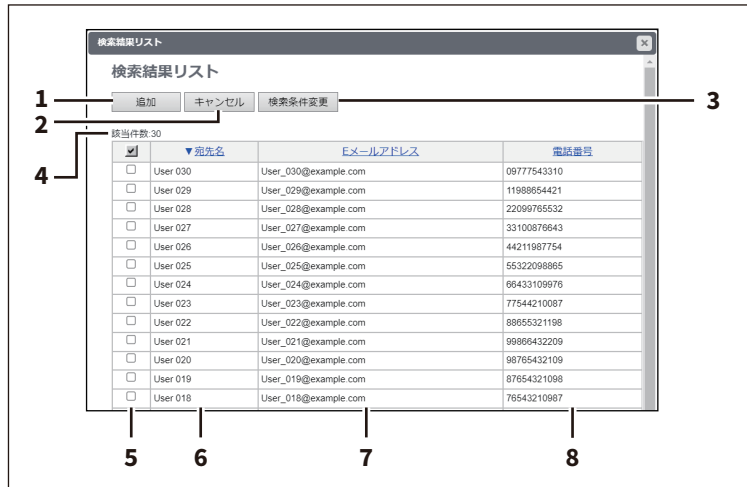 検索結果リスト
検索結果リスト
1 追加 キャンセル 検索条件変更 3
2
4 該当件数:30
▼宛先名 Eメールアドレス 電話番号
User 030 User_030@example.com 09777543310
User 029 User_029@example.com 11988654421
User 028 User_028@example.com 22099765532
User 027 User_027@example.com 33100876643
User 026 User_026@example.com 44211987754
User 025 User_025@example.com 55322098865
User 024 User_024@example.com 66433109976
User 023 User_023@example.com 77544210087
User 022 User_022@example.com 88655321198
User 021 User_021@example.com 99866432209
User 020 User_020@example.com 98765432109
User 019 User_019@example.com 87654321098
User 018 User_018@example.com 76543210987
5 6 7 8